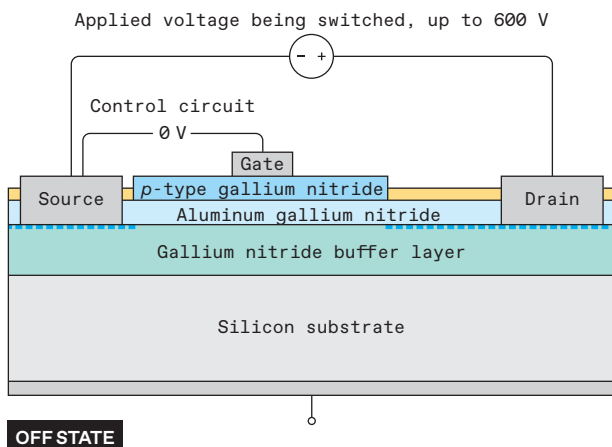 Applied voltage being switched, up to 600 V
- +
Control circuit
0 V
Gate
p-type gallium nitride
Source
Drain
Aluminum gallium nitride
Gallium nitride buffer layer
Silicon substrate
OFF STATE